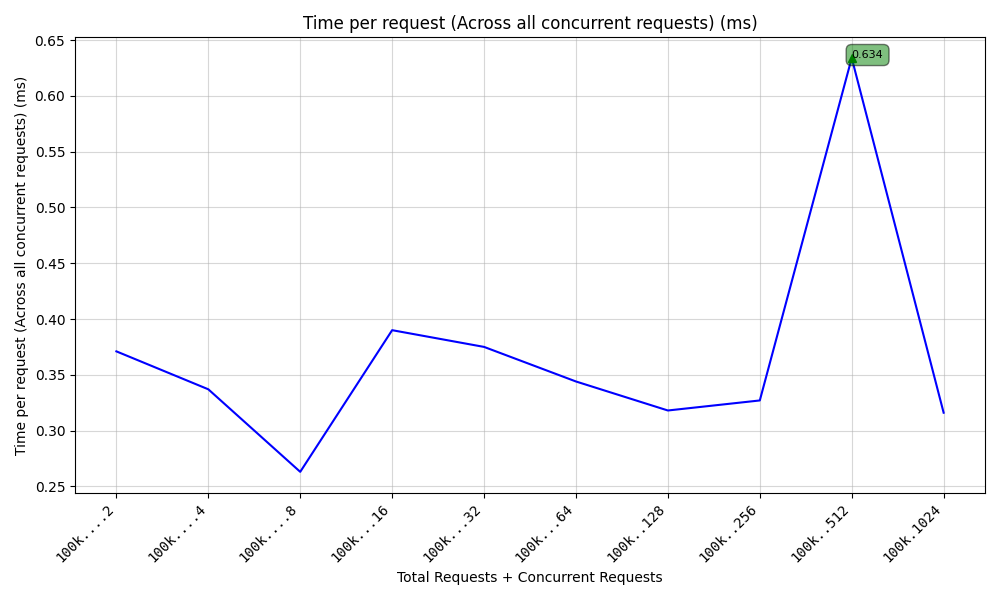 Time per request (Across all concurrent requests) (ms)
Time per request (Across all concurrent requests) (ms)
0.65
0.60
0.55
0.50
0.45
0.40
0.35
0.30
0.25
0.634
100k....2
100k....4
100k....8
100k...16
100k...32
100k...64
100k..128
100k..256
100k..512
100k.1024
Total Requests + Concurrent Requests